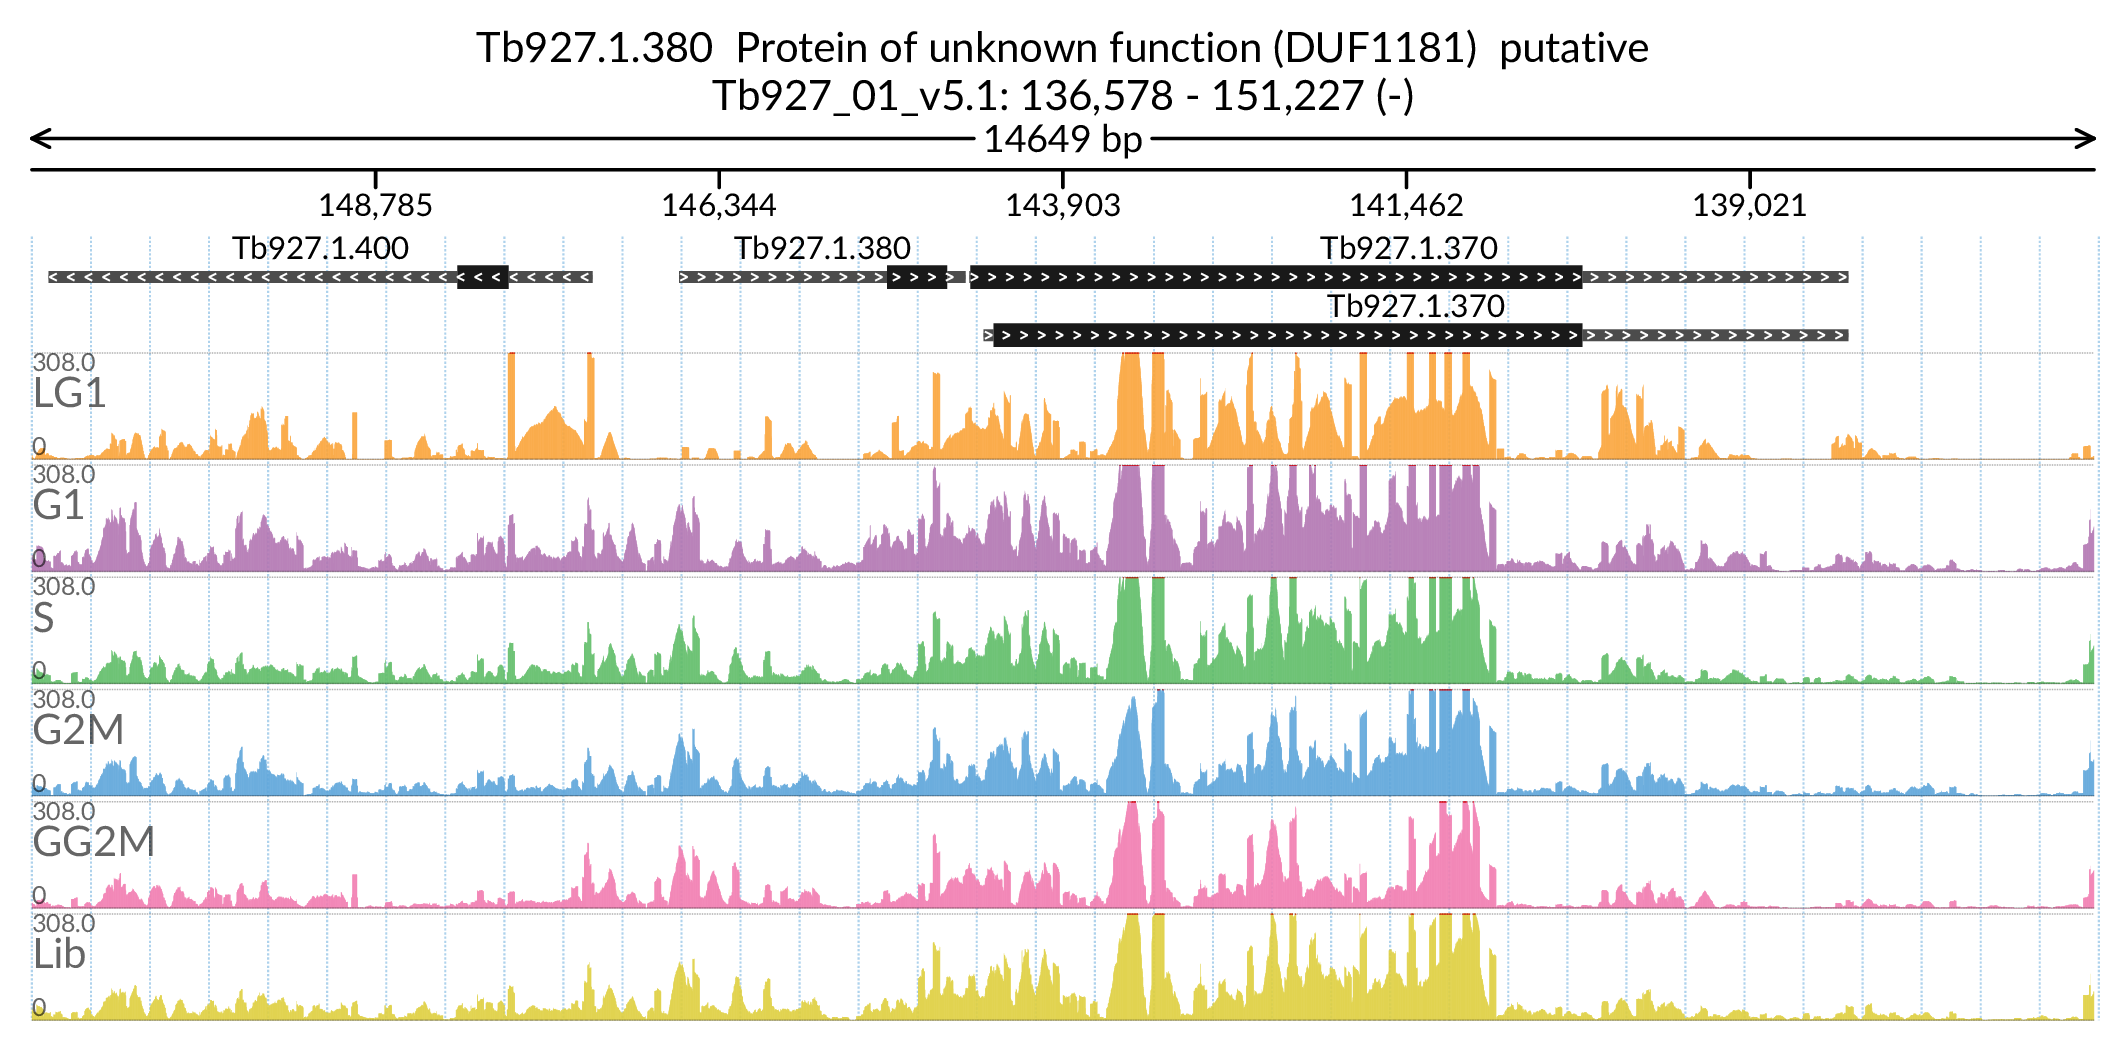 Tb927.1.380  Protein of unknown function (DUF1181)  putative
Tb927_01_v5.1: 136,578 - 151,227 (-)
14649 bp
148,785 146,344 143,903 141,462 139,021
Tb927.1.400 Tb927.1.380 Tb927.1.370
Tb927.1.370
308.0
LG1
0
308.0
G1
0
308.0
S
0
308.0
G2M
0
308.0
GG2M
0
308.0
Lib
0